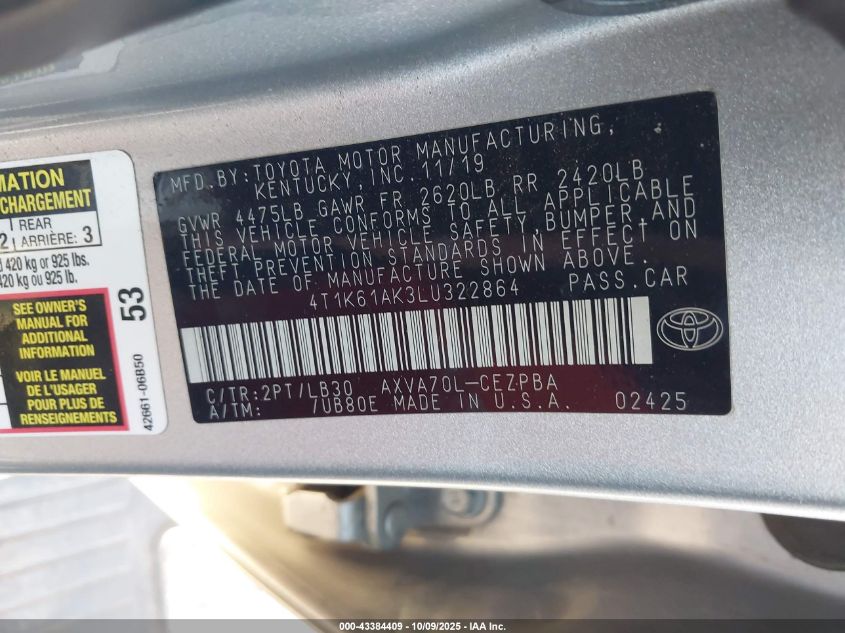 MATION
CHARGEMENT
REAR
2 ARRIÈRE: 3
420 kg or 925 lbs.
420 kg ou 925 lb.
SEE OWNER'S
MANUAL FOR
ADDITIONAL
INFORMATION
VOIR LE MANUEL
DE L'USAGER
POUR PLUS DE
RENSEIGNEMENTS
53
42661-06B50
MFD. BY: TOYOTA MOTOR MANUFACTURING,
KENTUCKY, INC. 11/19
GVWR 4475LB GAWR FR 2620LB RR 2420LB
THIS VEHICLE CONFORMS TO ALL APPLICABLE
FEDERAL MOTOR VEHICLE SAFETY, BUMPER, AND
THEFT PREVENTION STANDARDS IN EFFECT ON
THE DATE OF MANUFACTURE SHOWN ABOVE.
4T1K61AK3LU322864 PASS. CAR
C/TR: 2PT/LB30 AXVA70L-CEZPBA
A/TM: 7UB80E MADE IN U.S.A. 02425
000-43384409 - 10/09/2025 - IAA Inc.